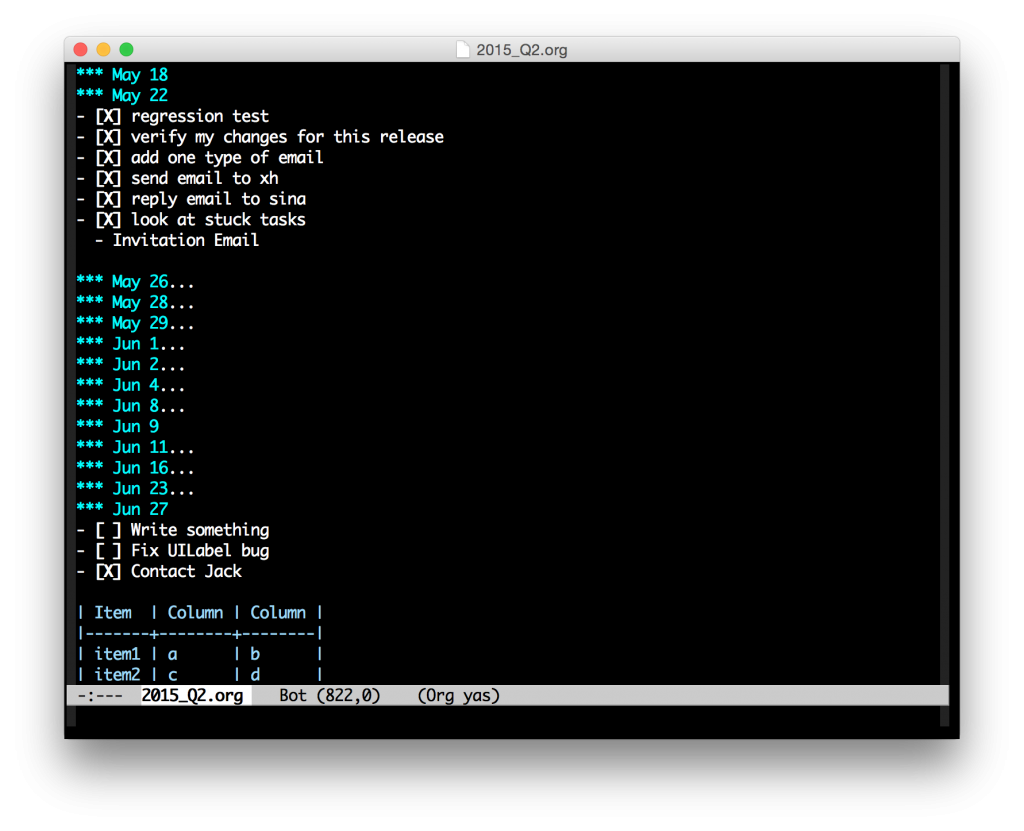 2015_Q2.org
*** May 18
*** May 22
- [X] regression test
- [X] verify my changes for this release
- [X] add one type of email
- [X] send email to xh
- [X] reply email to sina
- [X] look at stuck tasks
  - Invitation Email
*** May 26...
*** May 28...
*** May 29...
*** Jun 1...
*** Jun 2...
*** Jun 4...
*** Jun 8...
*** Jun 9
*** Jun 11...
*** Jun 16...
*** Jun 23...
*** Jun 27
- [ ] Write something
- [ ] Fix UILabel bug
- [X] Contact Jack
| Item  | Column | Column |
|-------+--------+--------|
| item1 | a      | b      |
| item2 | c      | d      |
-:---  2015_Q2.org    Bot (822,0)    (Org yas)